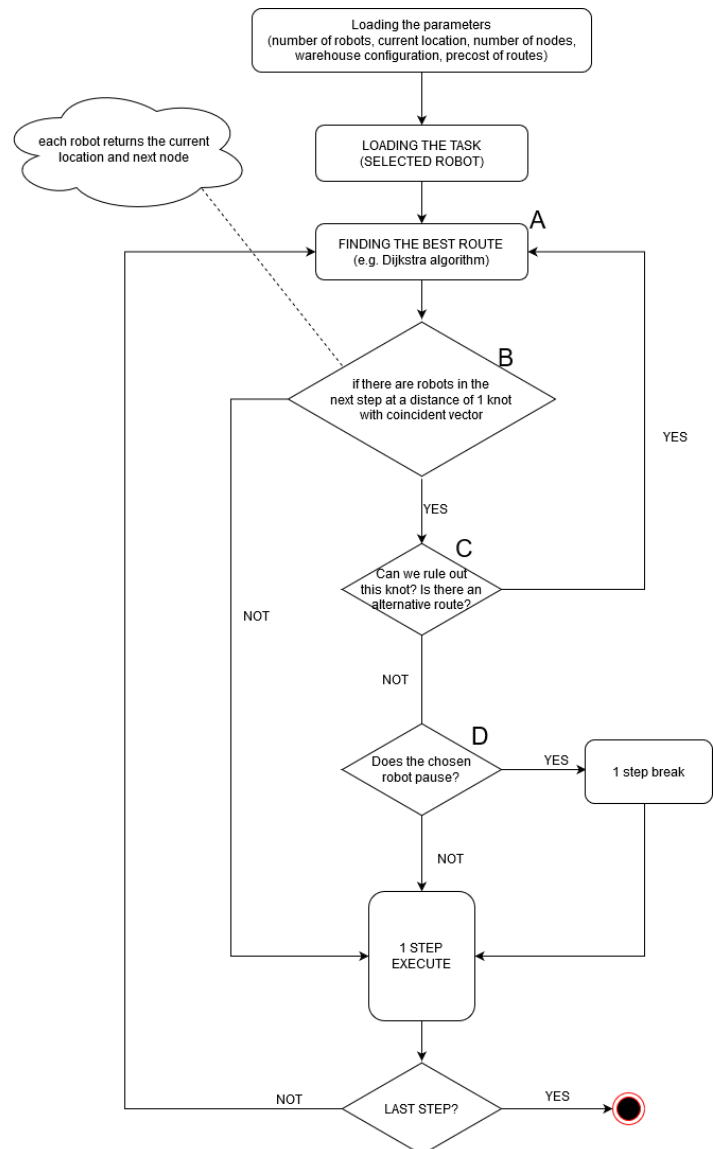 Loading the parameters
(number of robots, current location, number of nodes,
warehouse configuration, precost of routes)
each robot returns the current
location and next node
LOADING THE TASK
(SELECTED ROBOT)
A
FINDING THE BEST ROUTE
(e.g. Dijkstra algorithm)
B
if there are robots in the
next step at a distance of 1 knot
with coincident vector
YES
YES
C
Can we rule out
this knot? Is there an
alternative route?
NOT
NOT
D
Does the chosen
robot pause?
YES
1 step break
NOT
1 STEP
EXECUTE
NOT
LAST STEP?
YES